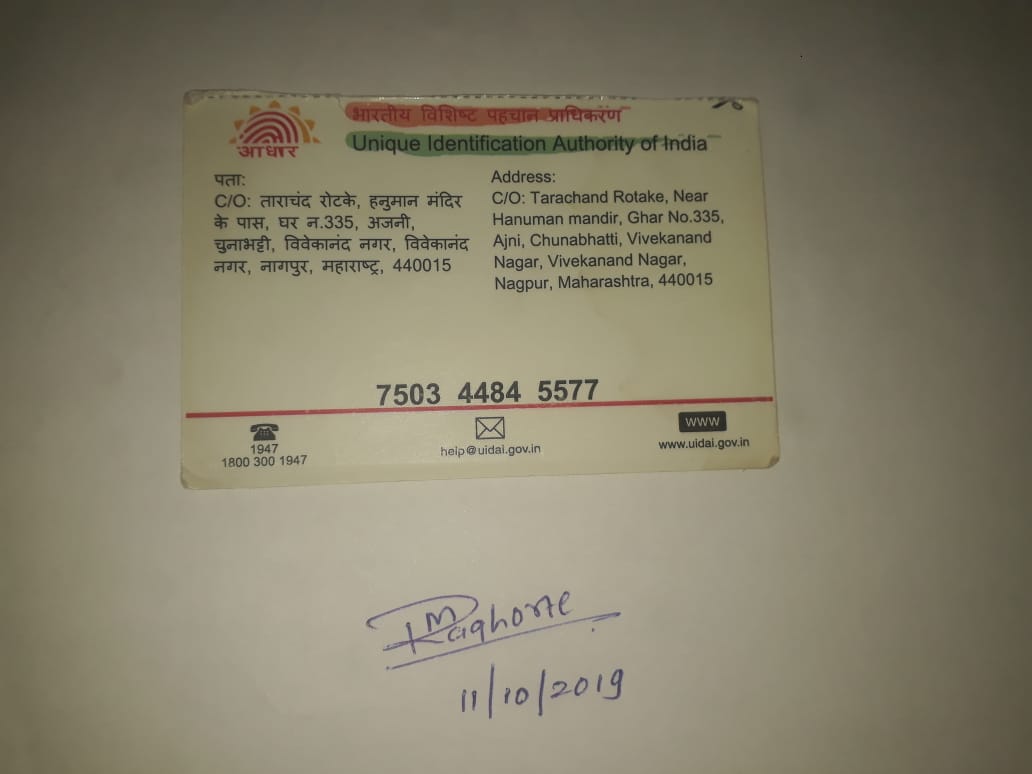 भारतीय विशिष्ट पहचान प्राधिकरण
Unique Identification Authority of India
आधार
पता:
C/O: ताराचंद रोटके, हनुमान मंदिर
के पास, घर न.335, अजनी,
चुनाभट्टी, विवेकानंद नगर, विवेकानंद
नगर, नागपुर, महाराष्ट्र, 440015
Address:
C/O: Tarachand Rotake, Near
Hanuman mandir, Ghar No.335,
Ajni, Chunabhatti, Vivekanand
Nagar, Vivekanand Nagar,
Nagpur, Maharashtra, 440015
7503 4484 5577
1947
1800 300 1947
help@uidai.gov.in
WWW
www.uidai.gov.in
11/10/2019